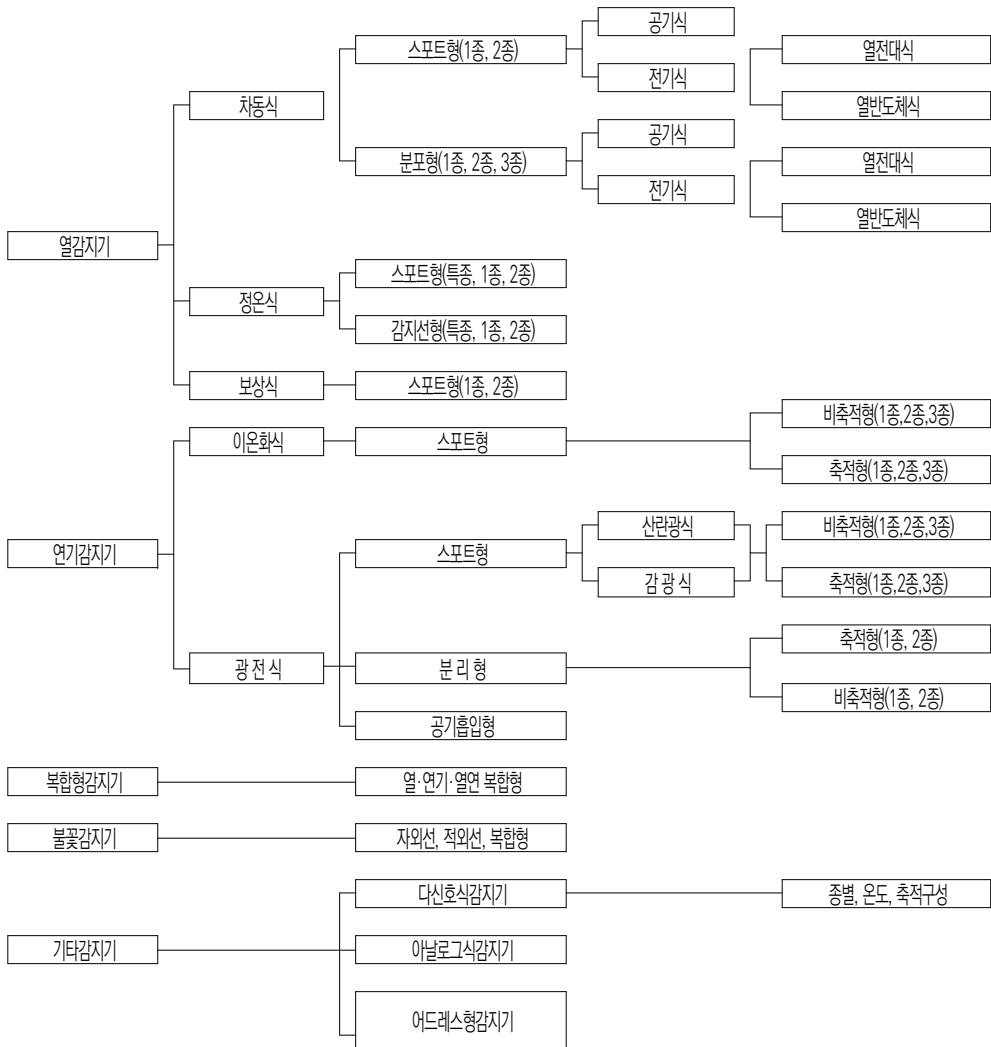 공기식
스포트형(1종, 2종)
열전대식
전기식
차동식
열반도체식
공기식
분포형(1종, 2종, 3종)
열전대식
전기식
열반도체식
열감지기
스포트형(특종, 1종, 2종)
정온식
감지선형(특종, 1종, 2종)
보상식
스포트형(1종, 2종)
비축적형(1종,2종,3종)
이온화식
스포트형
축적형(1종,2종,3종)
산란광식
비축적형(1종,2종,3종)
연기감지기
스포트형
감 광 식
축적형(1종,2종,3종)
축적형(1종, 2종)
광 전 식
분 리 형
비축적형(1종, 2종)
공기흡입형
복합형감지기
열·연기·열연 복합형
불꽃감지기
자외선, 적외선, 복합형
다신호식감지기
종별, 온도, 축적구성
기타감지기
아날로그식감지기
어드레스형감지기